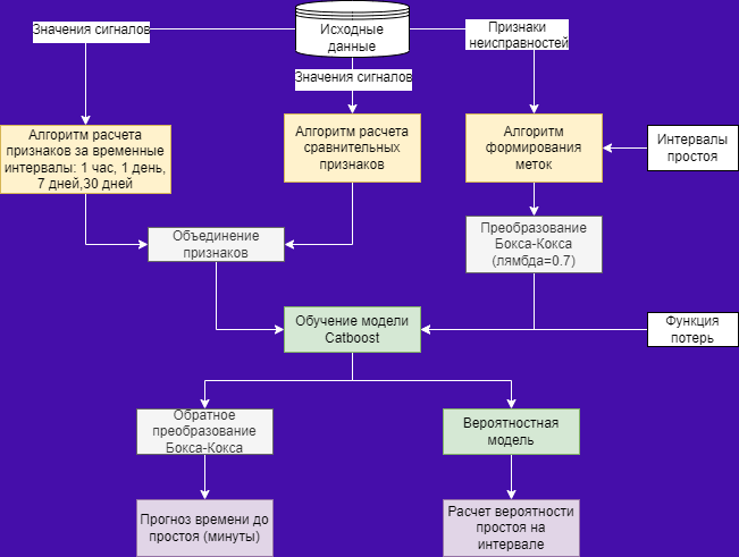 Значения сигналов
Исходные
данные
Признаки
неисправностей
Значения сигналов
Алгоритм расчета
признаков за временные
интервалы: 1 час, 1 день,
7 дней,30 дней
Алгоритм расчета
сравнительных
признаков
Алгоритм
формирования
меток
Интервалы
простоя
Объединение
признаков
Преобразование
Бокса-Кокса
(лямбда=0.7)
Обучение модели
Catboost
Функция
потерь
Обратное
преобразование
Бокса-Кокса
Вероятностная
модель
Прогноз времени до
простоя (минуты)
Расчет вероятности
простоя на
интервале